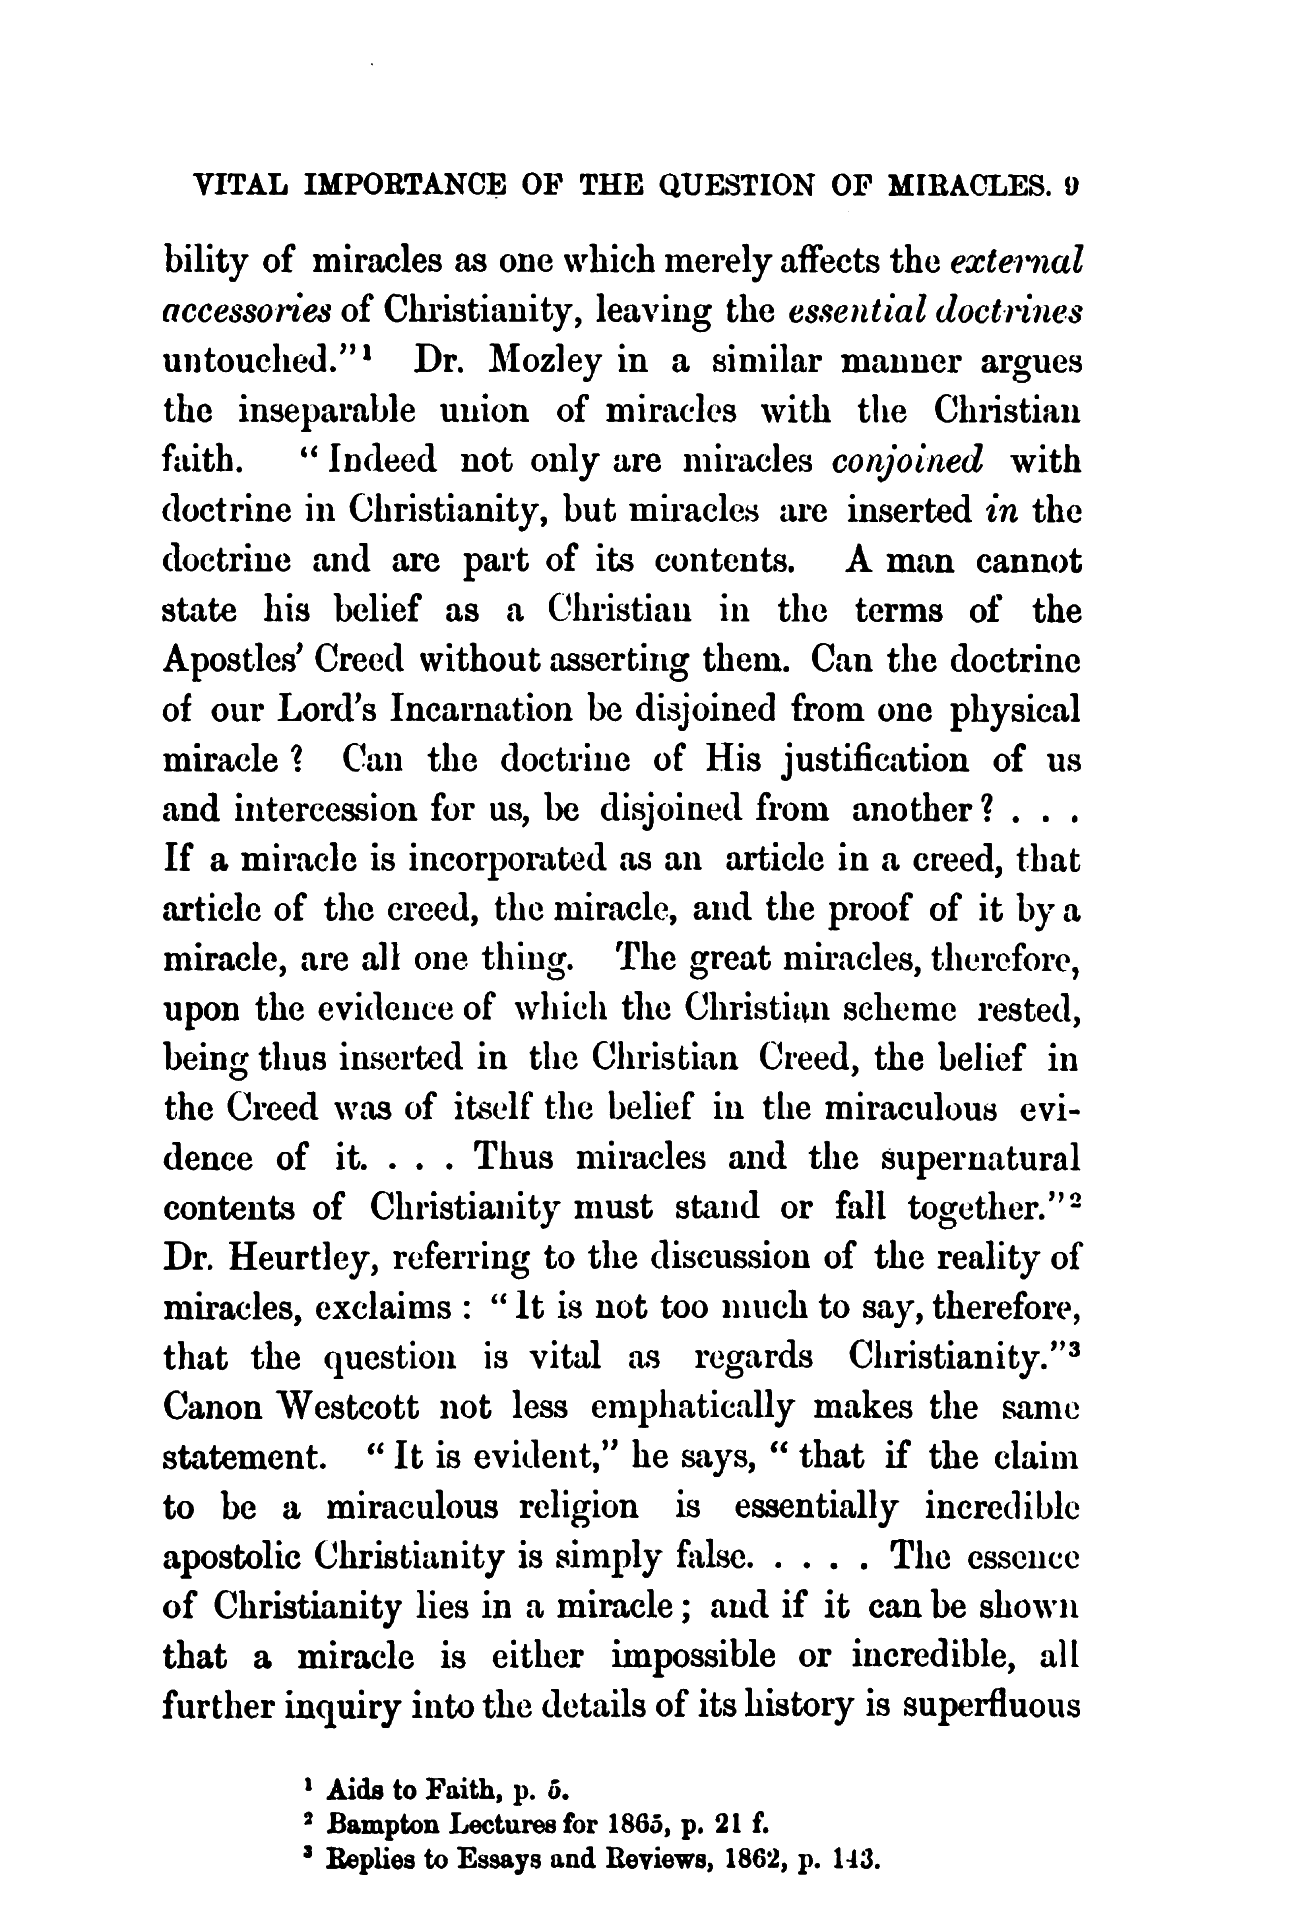 VITAL IMPORTANCE OF THE QUESTION OF MIRACLES. 9
bility of miracles as one which merely affects the external
accessories of Christianity, leaving the essential doctrines
untouched.”¹ Dr. Mozley in a similar manner argues
the inseparable union of miracles with the Christian
faith. “Indeed not only are miracles conjoined with
doctrine in Christianity, but miracles are inserted in the
doctrine and are part of its contents. A man cannot
state his belief as a Christian in the terms of the
Apostles’ Creed without asserting them. Can the doctrine
of our Lord’s Incarnation be disjoined from one physical
miracle? Can the doctrine of His justification of us
and intercession for us, be disjoined from another? . . .
If a miracle is incorporated as an article in a creed, that
article of the creed, the miracle, and the proof of it by a
miracle, are all one thing. The great miracles, therefore,
upon the evidence of which the Christian scheme rested,
being thus inserted in the Christian Creed, the belief in
the Creed was of itself the belief in the miraculous evi-
dence of it. . . . Thus miracles and the supernatural
contents of Christianity must stand or fall together.”²
Dr. Heurtley, referring to the discussion of the reality of
miracles, exclaims: “It is not too much to say, therefore,
that the question is vital as regards Christianity.”³
Canon Westcott not less emphatically makes the same
statement. “It is evident,” he says, “that if the claim
to be a miraculous religion is essentially incredible
apostolic Christianity is simply false. . . . . The essence
of Christianity lies in a miracle; and if it can be shown
that a miracle is either impossible or incredible, all
further inquiry into the details of its history is superfluous
¹ Aids to Faith, p. 5.
² Bampton Lectures for 1865, p. 21 f.
³ Replies to Essays and Reviews, 1862, p. 143.